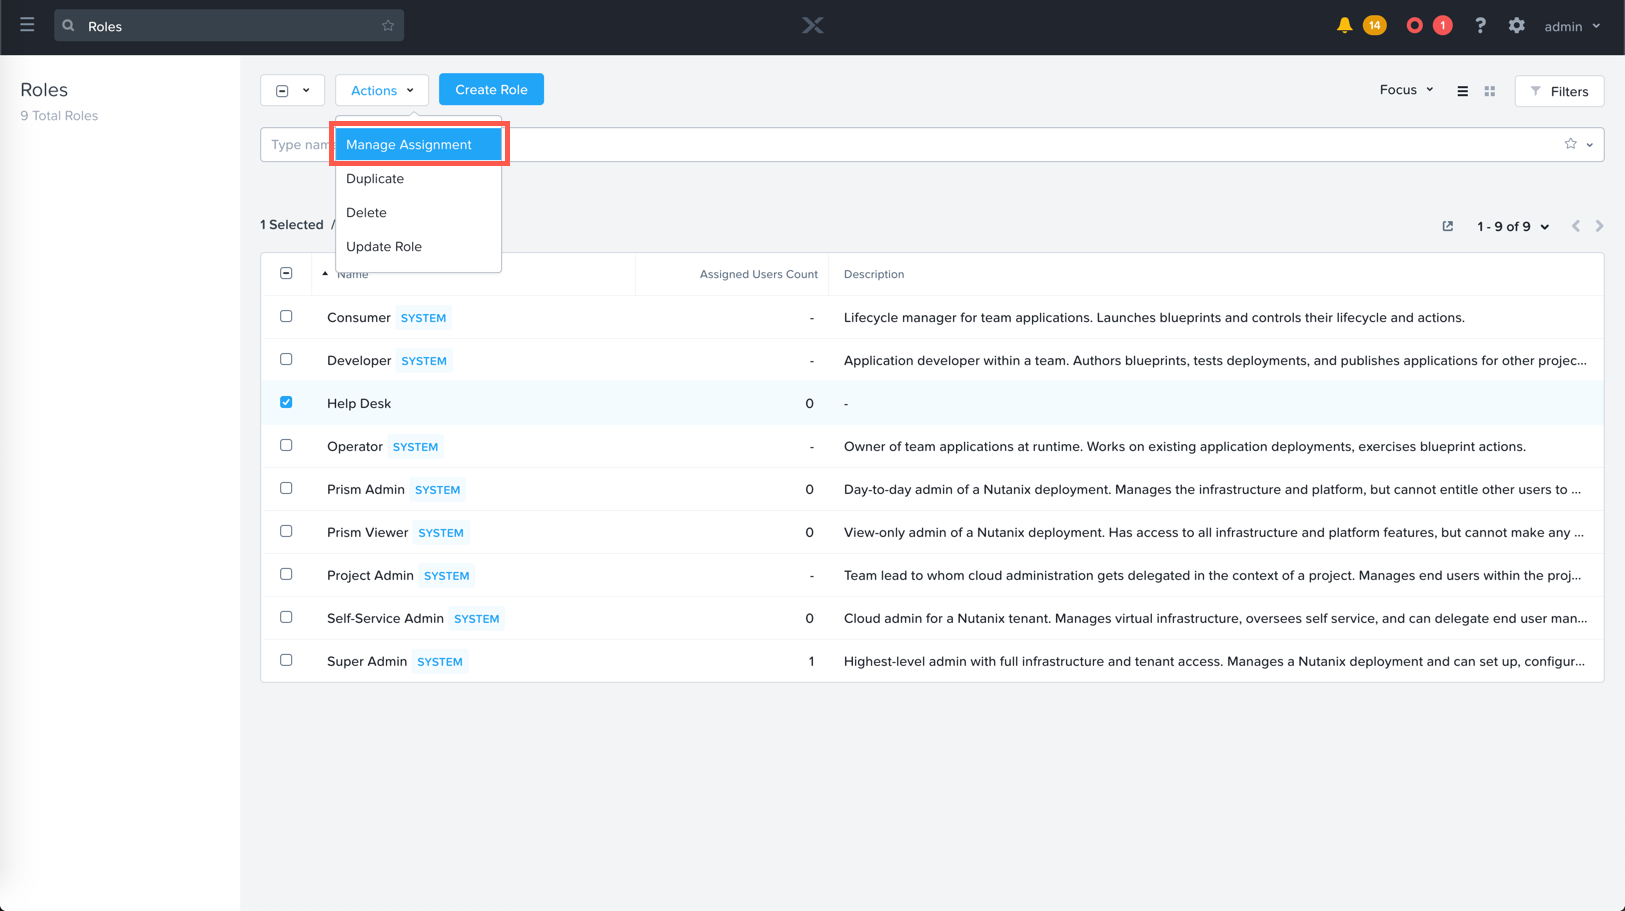 Roles
14
1
?
admin
Roles
9 Total Roles
Actions
Create Role
Focus
Filters
Type nam
Manage Assignment
Duplicate
Delete
Update Role
1 Selected /
1 - 9 of 9
Name Assigned Users Count Description
Consumer SYSTEM - Lifecycle manager for team applications. Launches blueprints and controls their lifecycle and actions.
Developer SYSTEM - Application developer within a team. Authors blueprints, tests deployments, and publishes applications for other projec...
Help Desk 0 -
Operator SYSTEM - Owner of team applications at runtime. Works on existing application deployments, exercises blueprint actions.
Prism Admin SYSTEM 0 Day-to-day admin of a Nutanix deployment. Manages the infrastructure and platform, but cannot entitle other users to ...
Prism Viewer SYSTEM 0 View-only admin of a Nutanix deployment. Has access to all infrastructure and platform features, but cannot make any ...
Project Admin SYSTEM - Team lead to whom cloud administration gets delegated in the context of a project. Manages end users within the proj...
Self-Service Admin SYSTEM 0 Cloud admin for a Nutanix tenant. Manages virtual infrastructure, oversees self service, and can delegate end user man...
Super Admin SYSTEM 1 Highest-level admin with full infrastructure and tenant access. Manages a Nutanix deployment and can set up, configur...